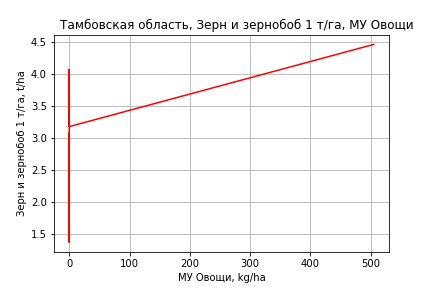 Тамбовская область, Зерн и зернобоб 1 т/га, МУ Овощи
4.5
4.0
3.5
3.0
2.5
2.0
1.5
Зерн и зернобоб 1 т/га, t/ha
0 100 200 300 400 500
МУ Овощи, kg/ha